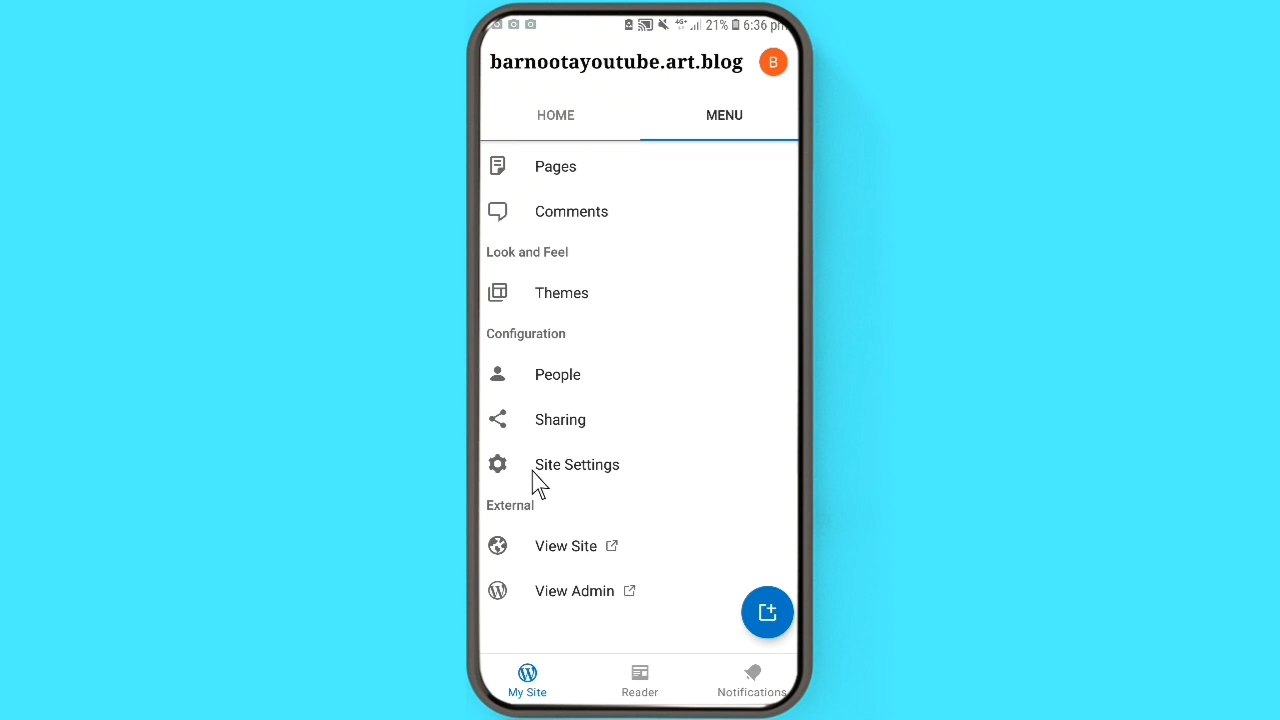 4G+ 21% 6:36 pm
barnootayoutube.art.blog B
HOME MENU
Pages
Comments
Look and Feel
Themes
Configuration
People
Sharing
Site Settings
External
View Site
View Admin
My Site Reader Notifications